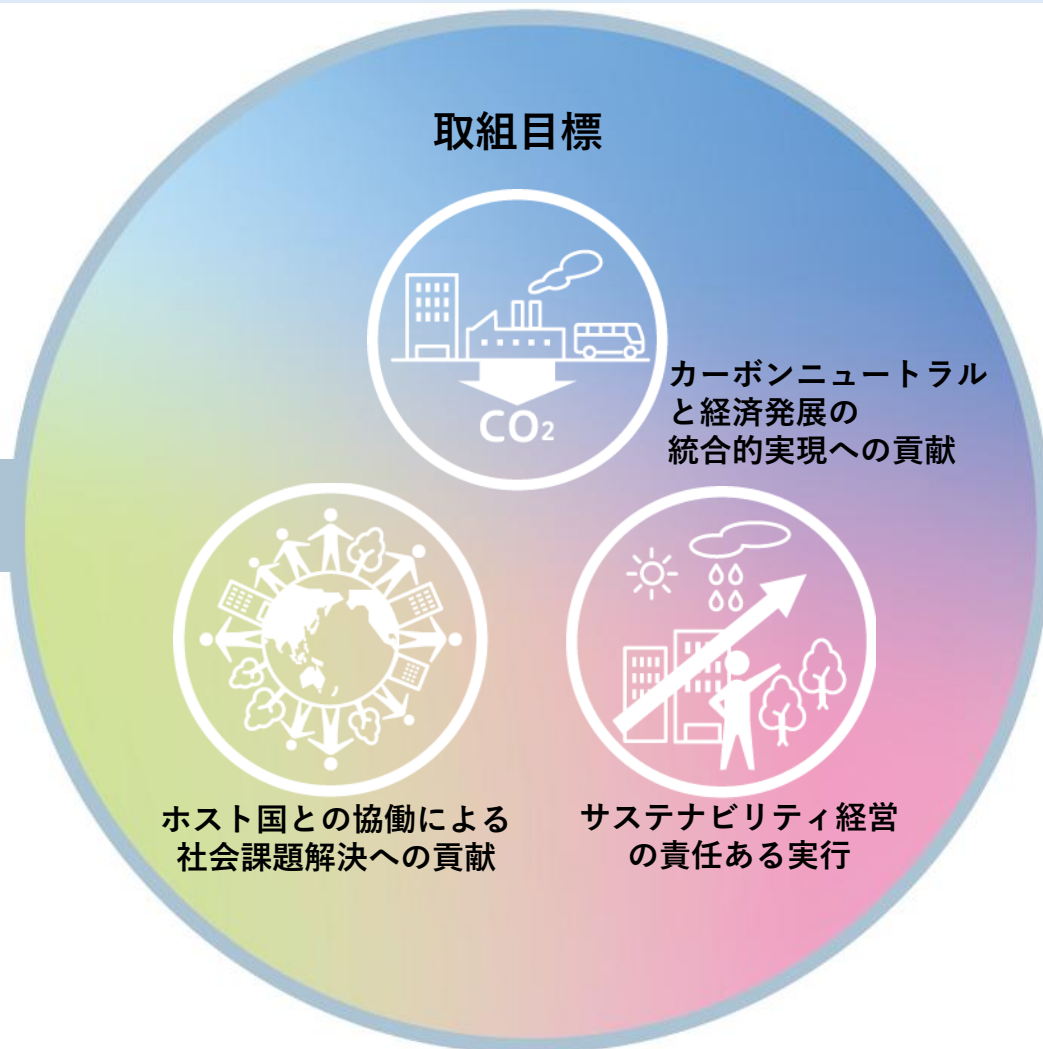 取組目標
CO₂
カーボンニュートラル
と経済発展の
統合的実現への貢献
ホスト国との協働による
社会課題解決への貢献
サステナビリティ経営
の責任ある実行